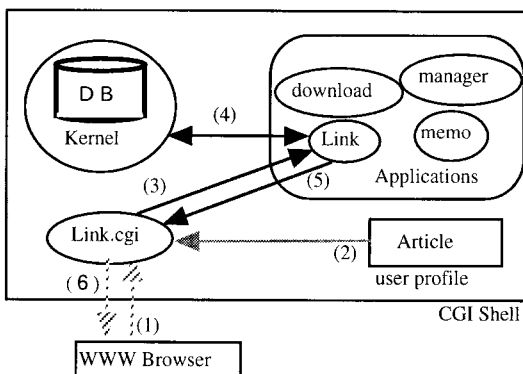 D B
Kernel
download
manager
Link
memo
Applications
(4)
(3)
(5)
Link.cgi
(2)
Article
user profile
(6)
(1)
CGI Shell
WWW Browser